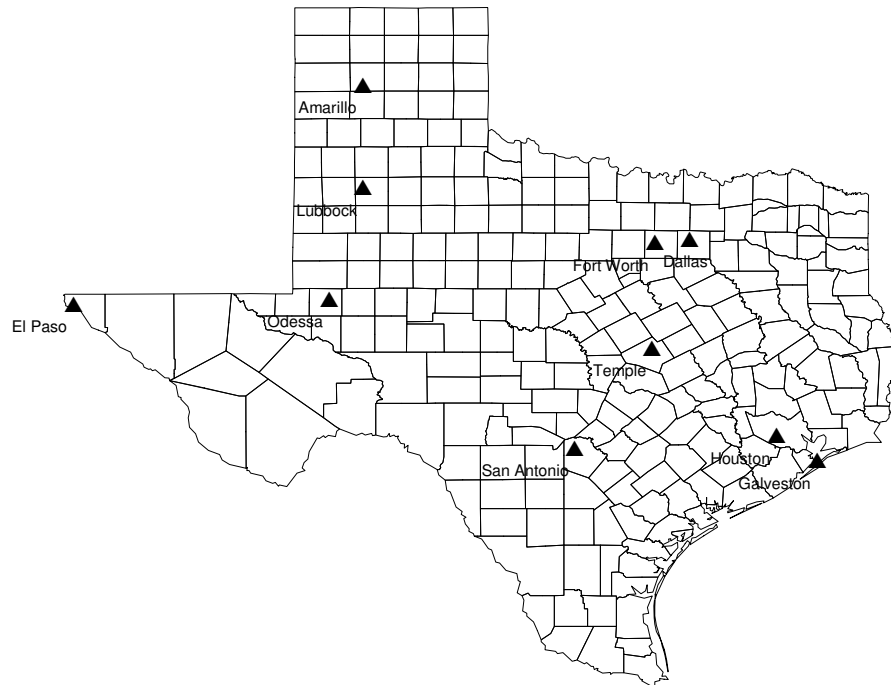 Amarillo
Lubbock
Fort Worth
Dallas
El Paso
Odessa
Temple
San Antonio
Houston
Galveston